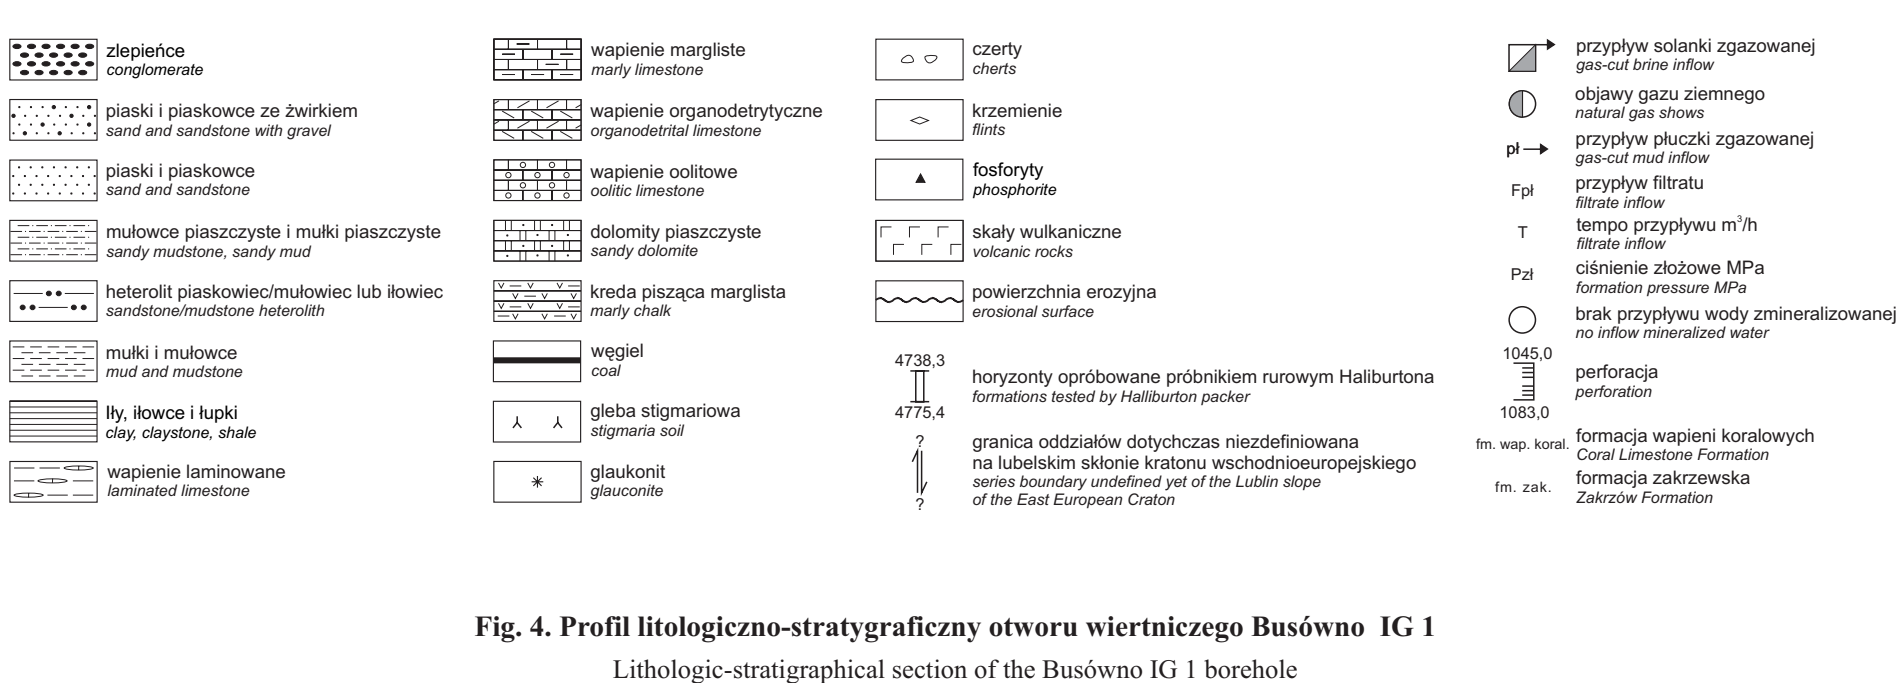 zlepieńce
conglomerate
piaski i piaskowce ze żwirkiem
sand and sandstone with gravel
piaski i piaskowce
sand and sandstone
mułowce piaszczyste i mułki piaszczyste
sandy mudstone, sandy mud
heterolit piaskowiec/mułowiec lub iłowiec
sandstone/mudstone heterolith
mułki i mułowce
mud and mudstone
Iły, iłowce i łupki
clay, claystone, shale
wapienie laminowane
laminated limestone
wapienie margliste
marly limestone
wapienie organodetrytyczne
organodetrital limestone
wapienie oolitowe
oolitic limestone
dolomity piaszczyste
sandy dolomite
kreda pisząca marglista
marly chalk
węgiel
coal
gleba stigmariowa
stigmaria soil
glaukonit
glauconite
czerty
cherts
krzemienie
flints
fosforyty
phosphorite
skały wulkaniczne
volcanic rocks
powierzchnia erozyjna
erosional surface
4738,3
4775,4
horyzonty opróbowane próbnikiem rurowym Haliburtona
formations tested by Halliburton packer
?
?
granica oddziałów dotychczas niezdefiniowana
na lubelskim skłonie kratonu wschodnioeuropejskiego
series boundary undefined yet of the Lublin slope
of the East European Craton
przypływ solanki zgazowanej
gas-cut brine inflow
objawy gazu ziemnego
natural gas shows
pł
przypływ płuczki zgazowanej
gas-cut mud inflow
Fpł
przypływ filtratu
filtrate inflow
T
tempo przypływu m³/h
filtrate inflow
Pzł
ciśnienie złożowe MPa
formation pressure MPa
brak przypływu wody zmineralizowanej
no inflow mineralized water
1045,0
1083,0
perforacja
perforation
fm. wap. koral.
formacja wapieni koralowych
Coral Limestone Formation
fm. zak.
formacja zakrzewska
Zakrzów Formation
Fig. 4. Profil litologiczno-stratygraficzny otworu wiertniczego Busówno IG 1
Lithologic-stratigraphical section of the Busówno IG 1 borehole